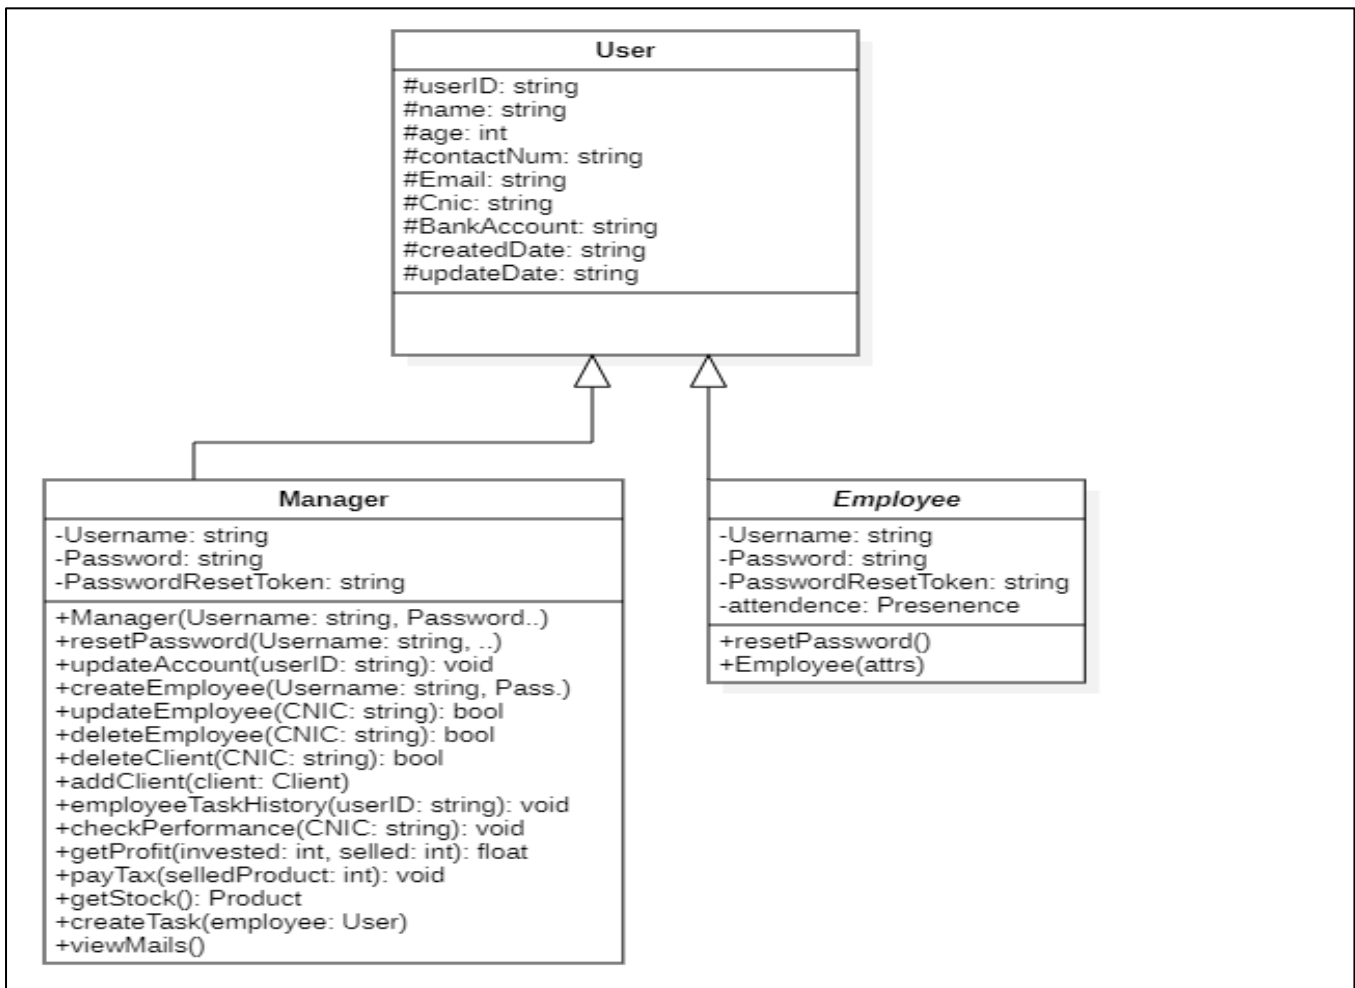 User
#userID: string
#name: string
#age: int
#contactNum: string
#Email: string
#Cnic: string
#BankAccount: string
#createdDate: string
#updateDate: string
Manager
-Username: string
-Password: string
-PasswordResetToken: string
+Manager(Username: string, Password..)
+resetPassword(Username: string, ..)
+updateAccount(userID: string): void
+createEmployee(Username: string, Pass.)
+updateEmployee(CNIC: string): bool
+deleteEmployee(CNIC: string): bool
+deleteClient(CNIC: string): bool
+addClient(client: Client)
+employeeTaskHistory(userID: string): void
+checkPerformance(CNIC: string): void
+getProfit(invested: int, selled: int): float
+payTax(selledProduct: int): void
+getStock(): Product
+createTask(employee: User)
+viewMails()
Employee
-Username: string
-Password: string
-PasswordResetToken: string
-attendence: Presenence
+resetPassword()
+Employee(attrs)